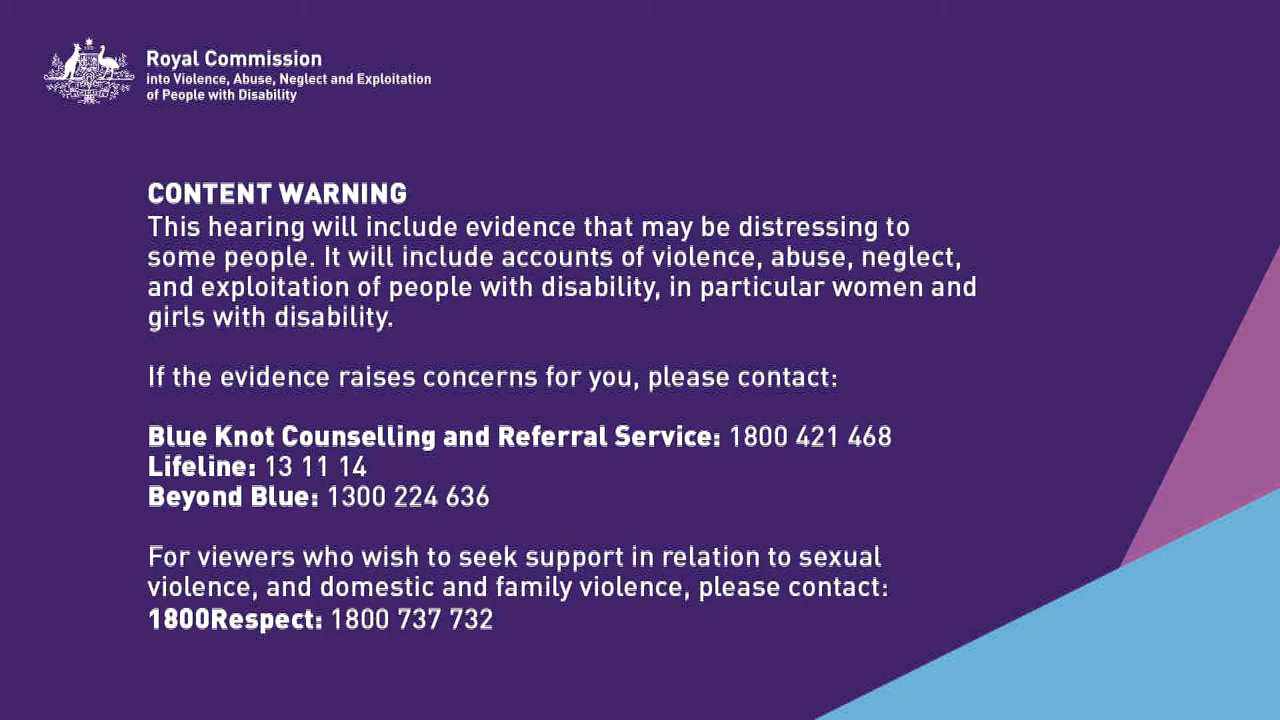 Royal Commission
into Violence, Abuse, Neglect and Exploitation
of People with Disability
CONTENT WARNING
This hearing will include evidence that may be distressing to
some people. It will include accounts of violence, abuse, neglect,
and exploitation of people with disability, in particular women and
girls with disability.
If the evidence raises concerns for you, please contact:
Blue Knot Counselling and Referral Service: 1800 421 468
Lifeline: 13 11 14
Beyond Blue: 1300 224 636
For viewers who wish to seek support in relation to sexual
violence, and domestic and family violence, please contact:
1800Respect: 1800 737 732